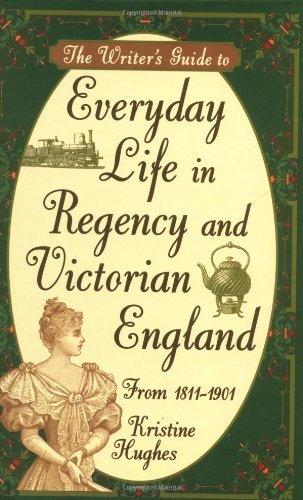 The Writer's Guide to
Everyday
Life in
Regency and
Victorian
England
From 1811-1901
Kristine
Hughes